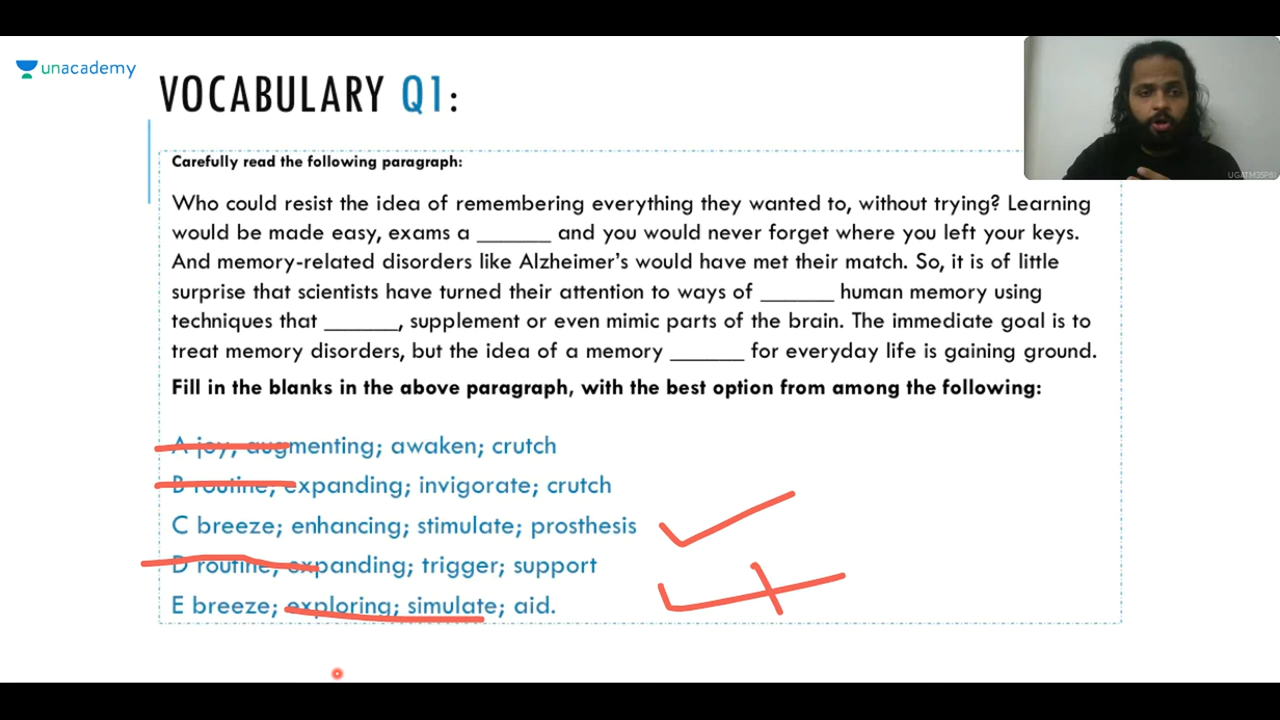 unacademy
VOCABULARY Q1:
Carefully read the following paragraph:
Who could resist the idea of remembering everything they wanted to, without trying? Learning
would be made easy, exams a _______ and you would never forget where you left your keys.
And memory-related disorders like Alzheimer's would have met their match. So, it is of little
surprise that scientists have turned their attention to ways of _______ human memory using
techniques that _______, supplement or even mimic parts of the brain. The immediate goal is to
treat memory disorders, but the idea of a memory _______ for everyday life is gaining ground.
Fill in the blanks in the above paragraph, with the best option from among the following:
A joy; augmenting; awaken; crutch
B routine; expanding; invigorate; crutch
C breeze; enhancing; stimulate; prosthesis
D routine; expanding; trigger; support
E breeze; exploring; simulate; aid.